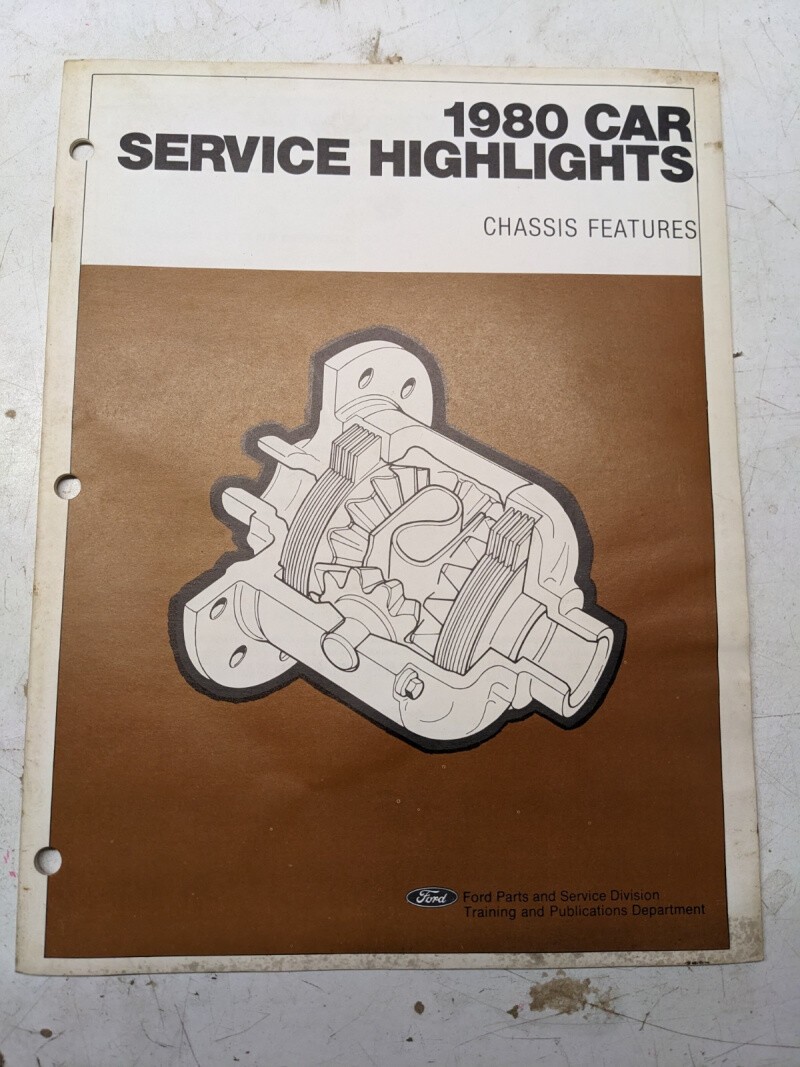 1980 CAR
SERVICE HIGHLIGHTS
CHASSIS FEATURES
Ford
Ford Parts and Service Division
Training and Publications Department